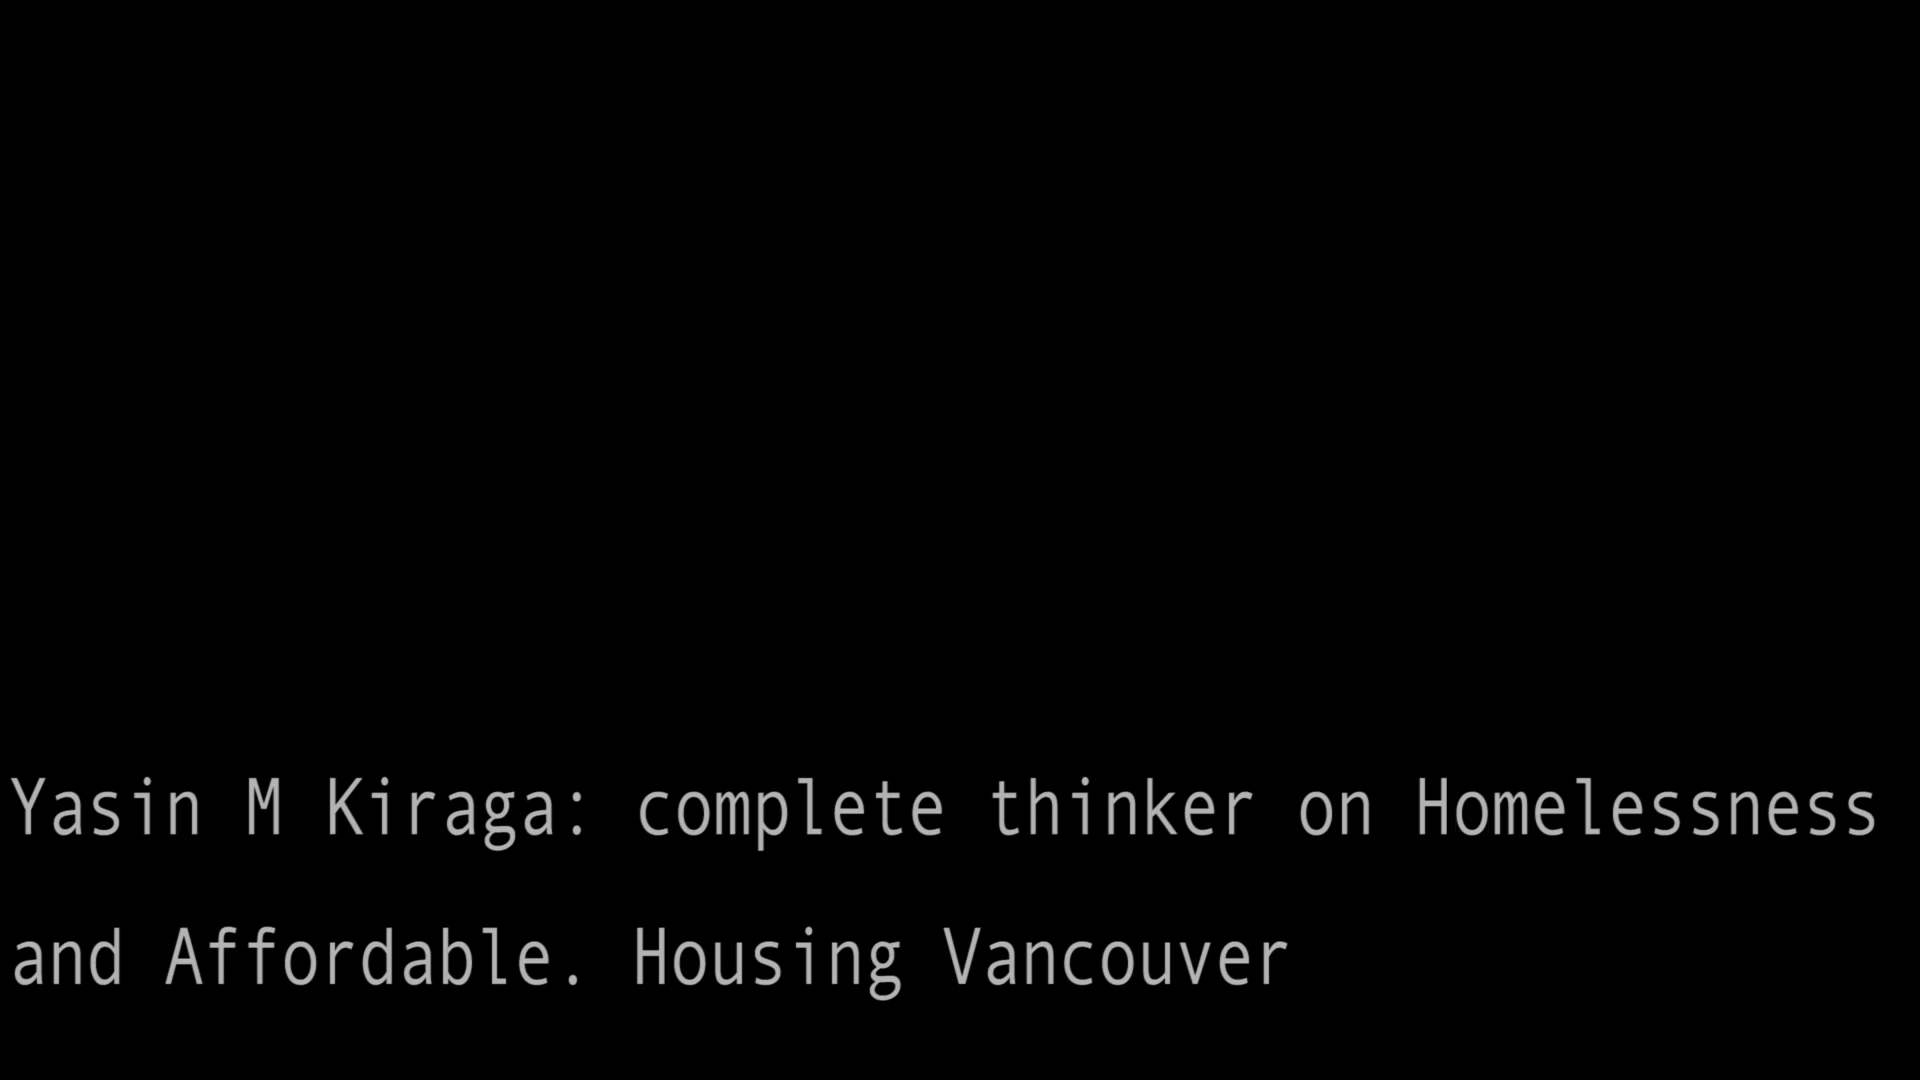 Yasin M Kiraga: complete thinker on Homelessness
and Affordable. Housing Vancouver